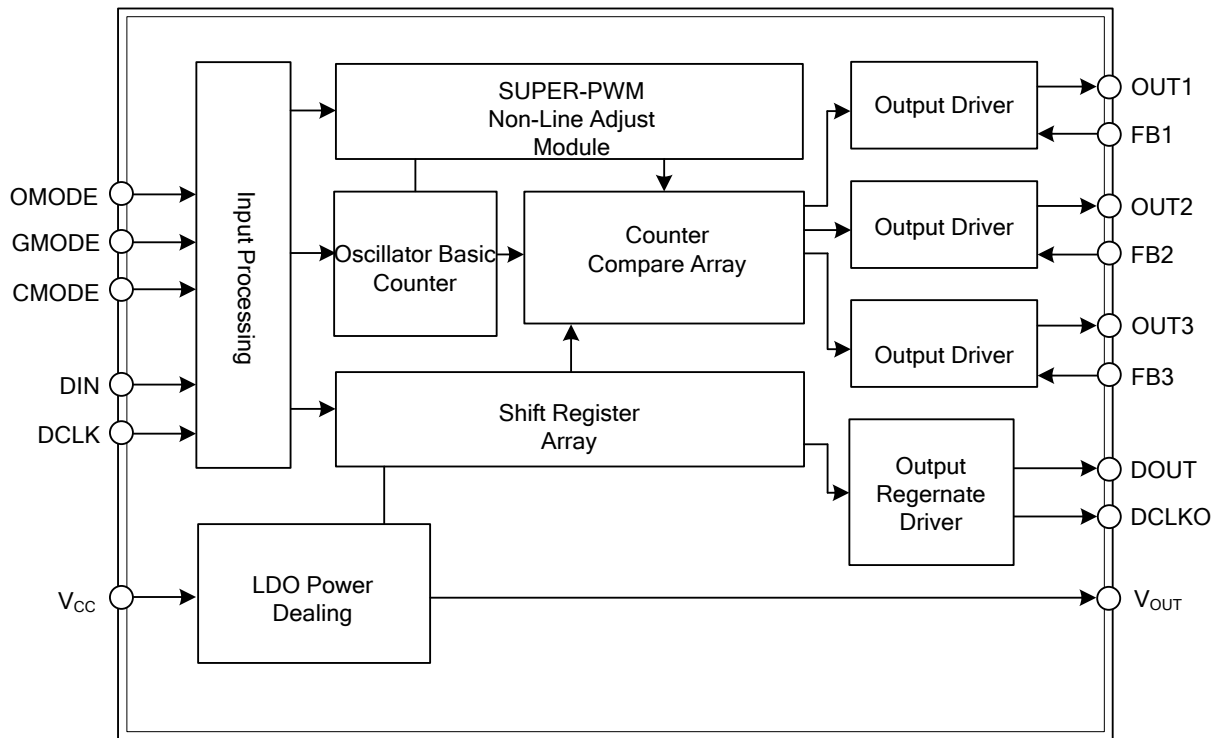 OMODE
GMODE
CMODE
DIN
DCLK
VCC
Input Processing
SUPER-PWM
Non-Line Adjust
Module
Oscillator Basic
Counter
Counter
Compare Array
Shift Register
Array
LDO Power
Dealing
Output Driver
Output Driver
Output Driver
Output
Regernate
Driver
OUT1
FB1
OUT2
FB2
OUT3
FB3
DOUT
DCLKO
VOUT